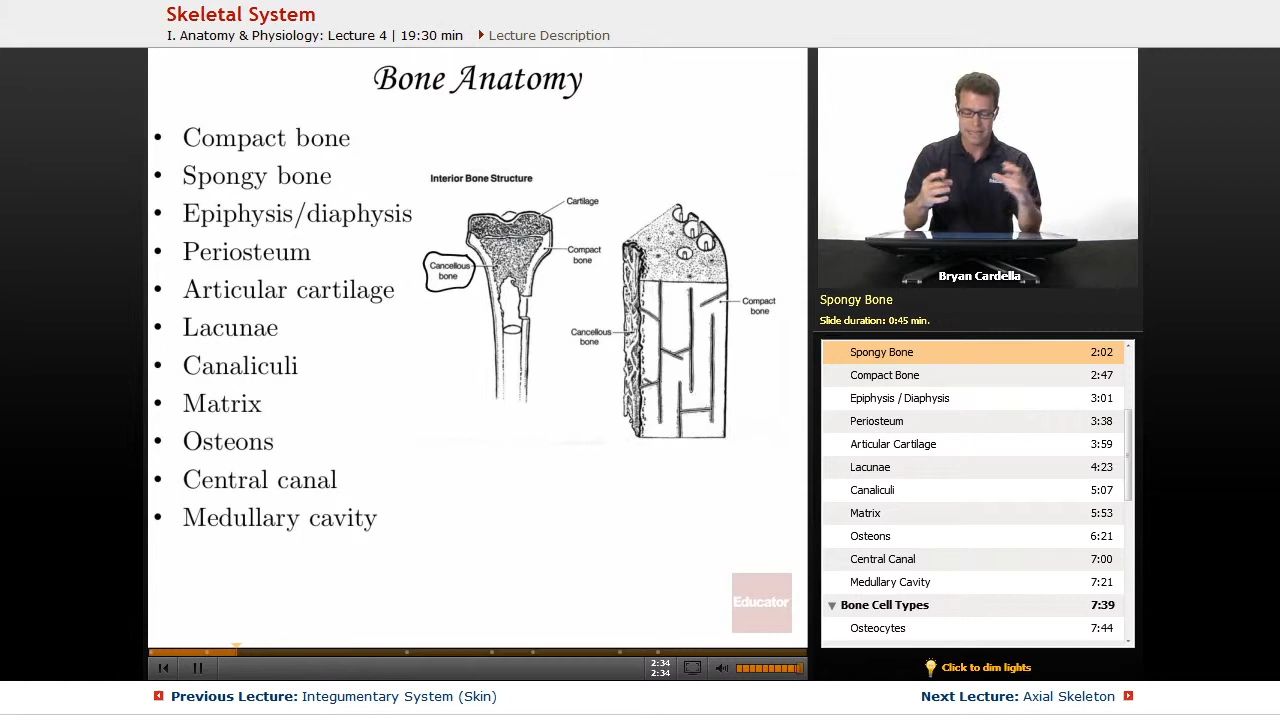 Skeletal System
I. Anatomy & Physiology: Lecture 4 | 19:30 min
Lecture Description
Bone Anatomy
• Compact bone
• Spongy bone
• Epiphysis/diaphysis
• Periosteum
• Articular cartilage
• Lacunae
• Canaliculi
• Matrix
• Osteons
• Central canal
• Medullary cavity
Interior Bone Structure
Cartilage
Compact
bone
Cancellous
bone
Cancellous
bone
Compact
bone
Educator
Bryan Cardella
Spongy Bone
Slide duration: 0:45 min.
Spongy Bone 2:02
Compact Bone 2:47
Epiphysis / Diaphysis 3:01
Periosteum 3:38
Articular Cartilage 3:59
Lacunae 4:23
Canaliculi 5:07
Matrix 5:53
Osteons 6:21
Central Canal 7:00
Medullary Cavity 7:21
Bone Cell Types 7:39
Osteocytes 7:44
2:34
2:34
Click to dim lights
Previous Lecture: Integumentary System (Skin)
Next Lecture: Axial Skeleton